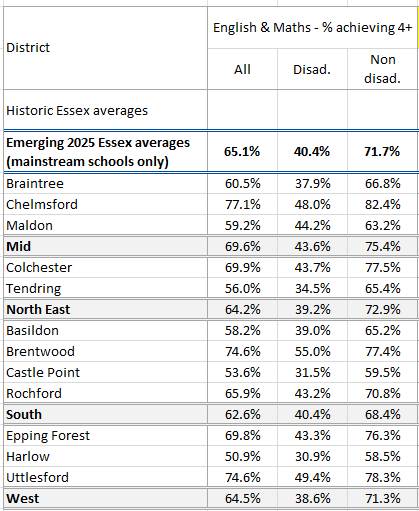 English & Maths - % achieving 4+
District
All Disad. Non disad.
Historic Essex averages
Emerging 2025 Essex averages
(mainstream schools only) 65.1% 40.4% 71.7%
Braintree 60.5% 37.9% 66.8%
Chelmsford 77.1% 48.0% 82.4%
Maldon 59.2% 44.2% 63.2%
Mid 69.6% 43.6% 75.4%
Colchester 69.9% 43.7% 77.5%
Tendring 56.0% 34.5% 65.4%
North East 64.2% 39.2% 72.9%
Basildon 58.2% 39.0% 65.2%
Brentwood 74.6% 55.0% 77.4%
Castle Point 53.6% 31.5% 59.5%
Rochford 65.9% 43.2% 70.8%
South 62.6% 40.4% 68.4%
Epping Forest 69.8% 43.3% 76.3%
Harlow 50.9% 30.9% 58.5%
Uttlesford 74.6% 49.4% 78.3%
West 64.5% 38.6% 71.3%